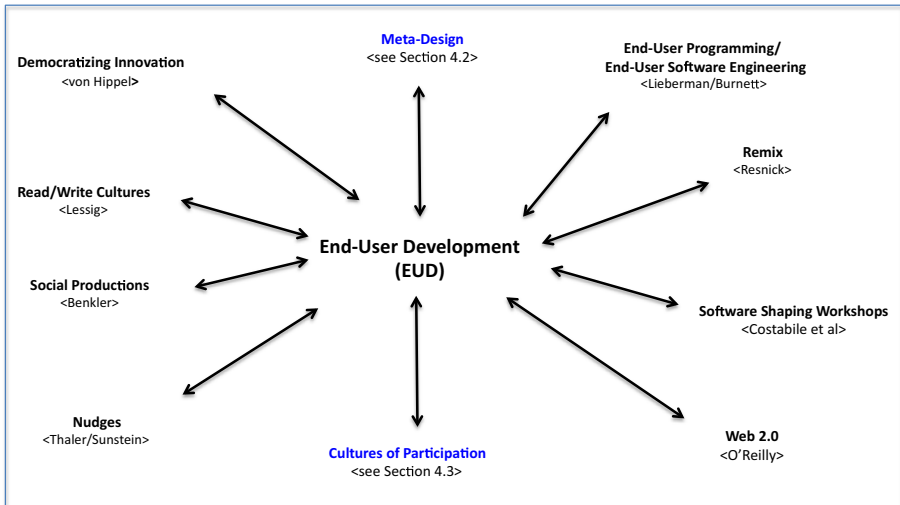 Meta-Design
<see Section 4.2>
Democratizing Innovation
<von Hippel>
End-User Programming/
End-User Software Engineering
<Lieberman/Burnett>
Remix
<Resnick>
Read/Write Cultures
<Lessig>
End-User Development
(EUD)
Social Productions
<Benkler>
Software Shaping Workshops
<Costabile et al>
Nudges
<Thaler/Sunstein>
Cultures of Participation
<see Section 4.3>
Web 2.0
<O'Reilly>